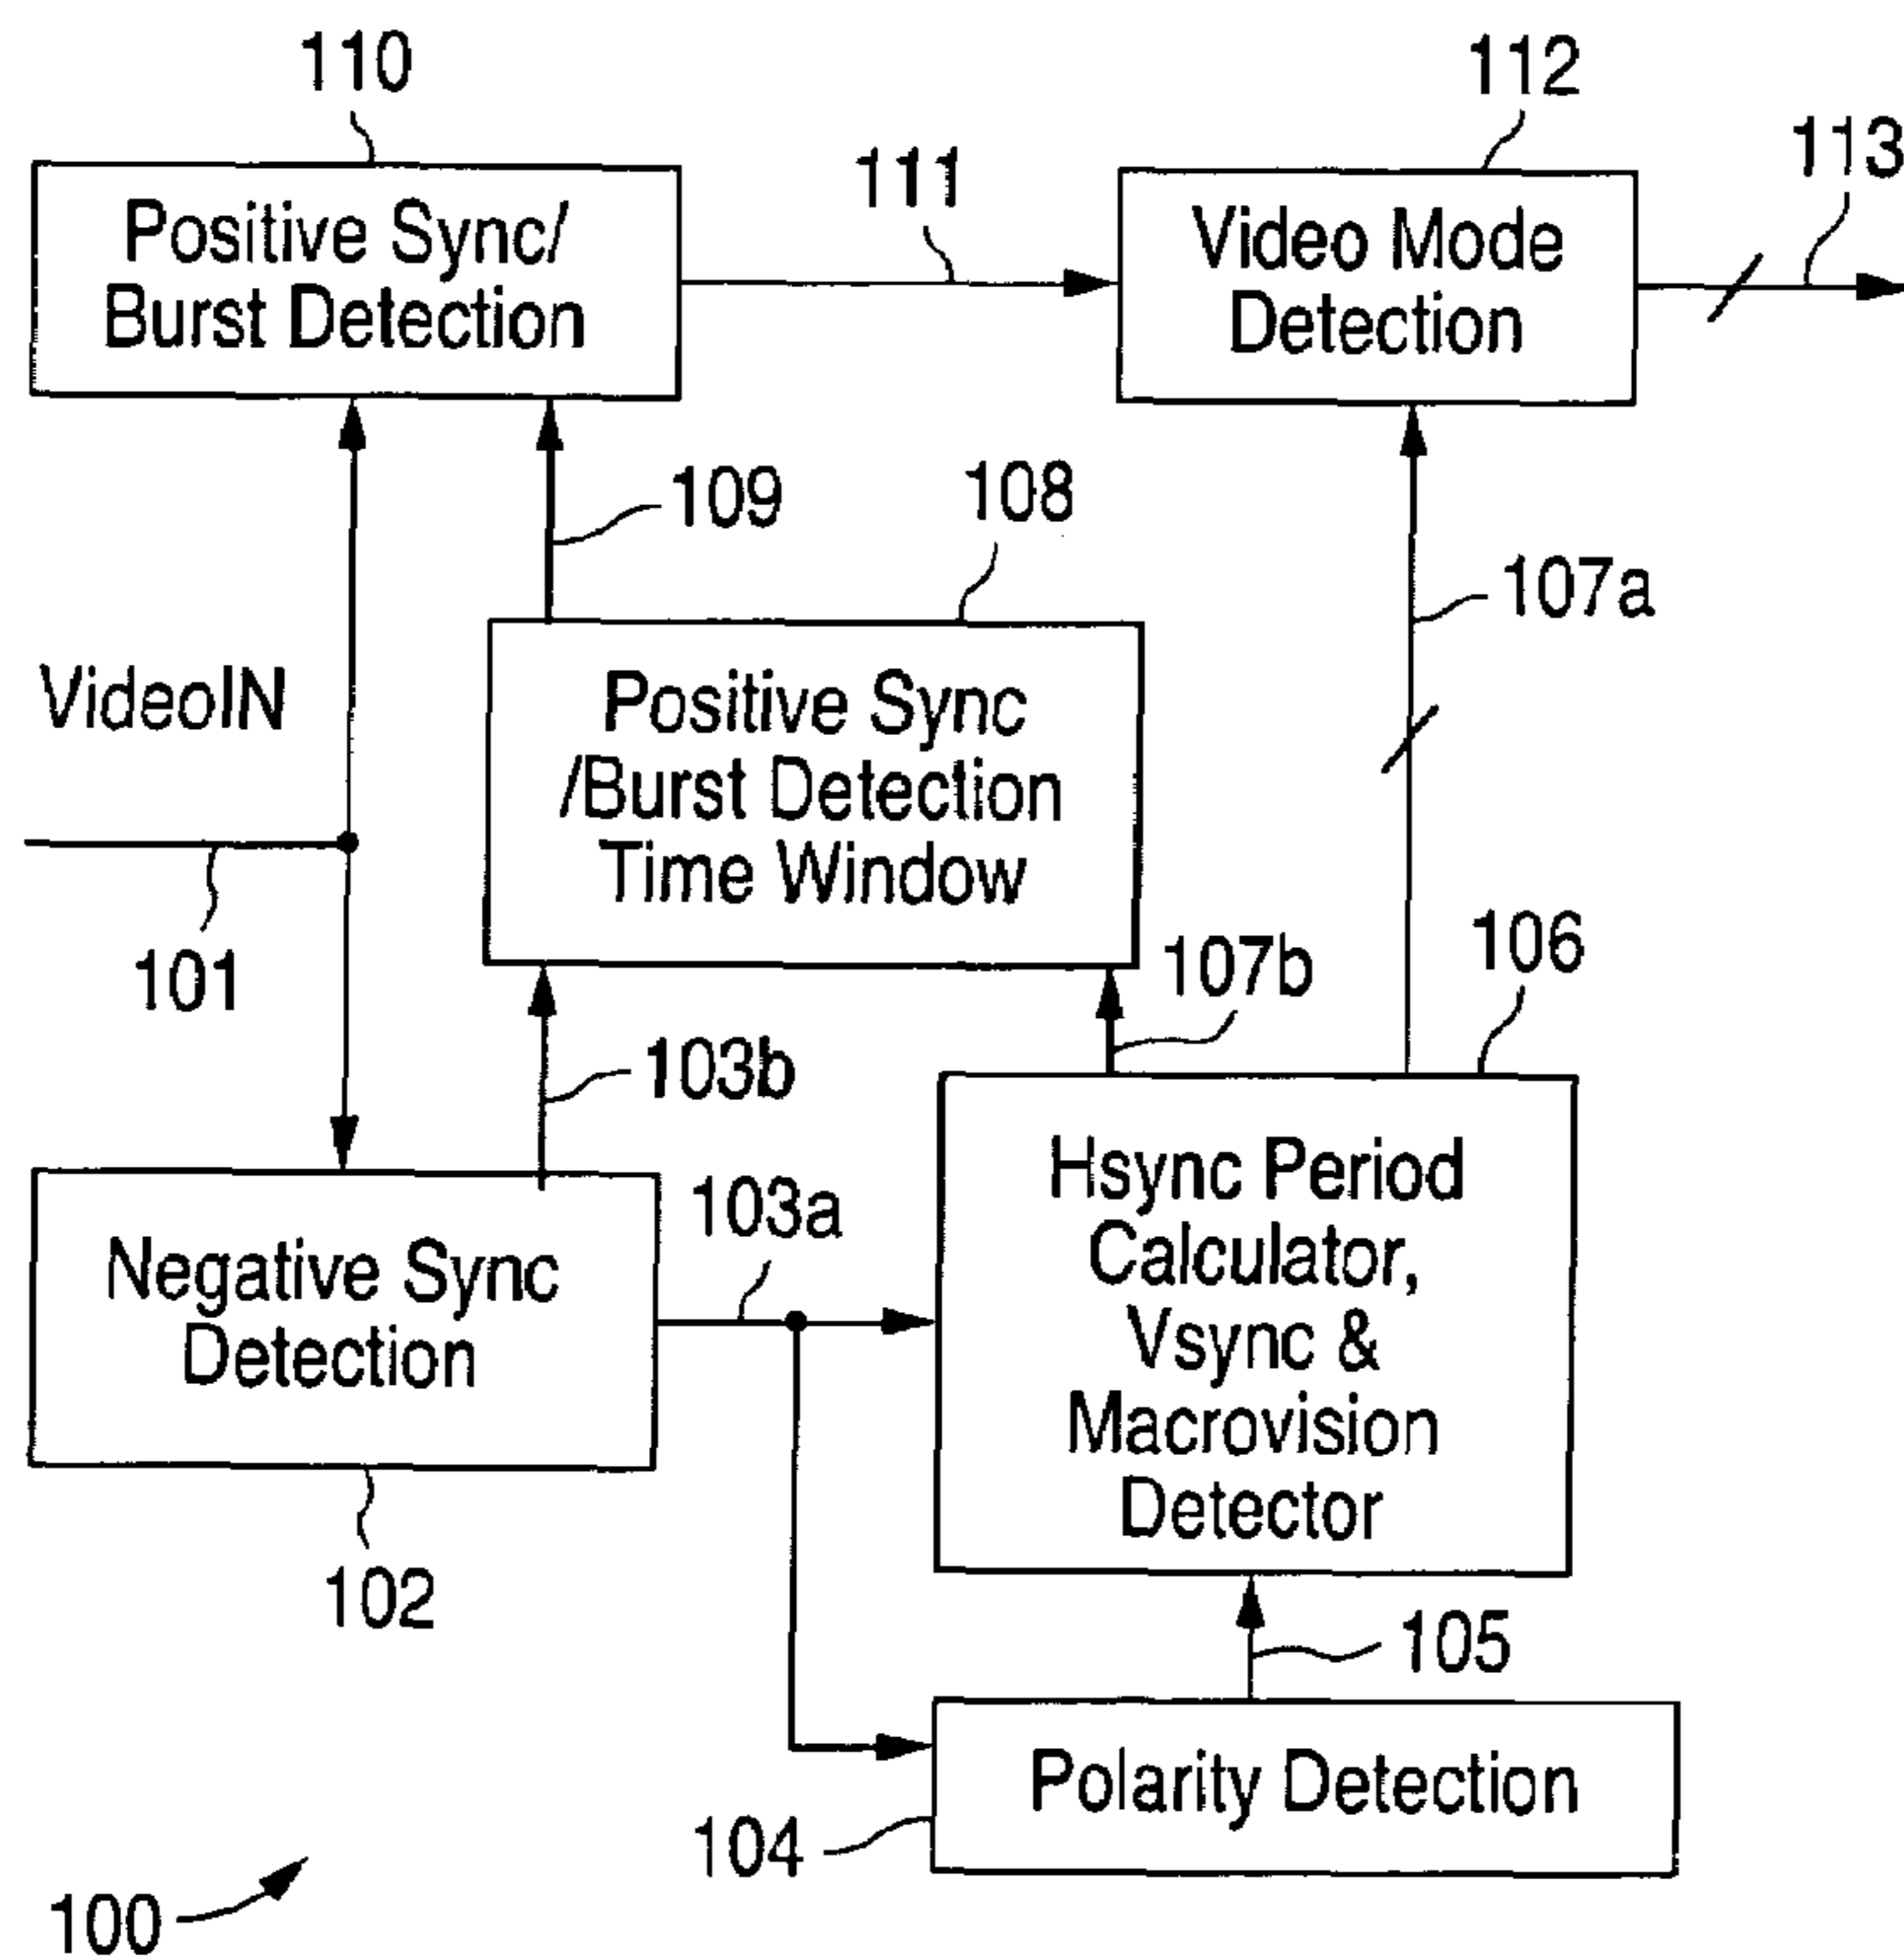 110
112
113
111
Positive Sync/
Burst Detection
Video Mode
Detection
109
108
107a
VideoIN
Positive Sync
/Burst Detection
Time Window
101
107b
106
103b
103a
Negative Sync
Detection
Hsync Period
Calculator,
Vsync &
Macrovision
Detector
102
105
Polarity Detection
104
100